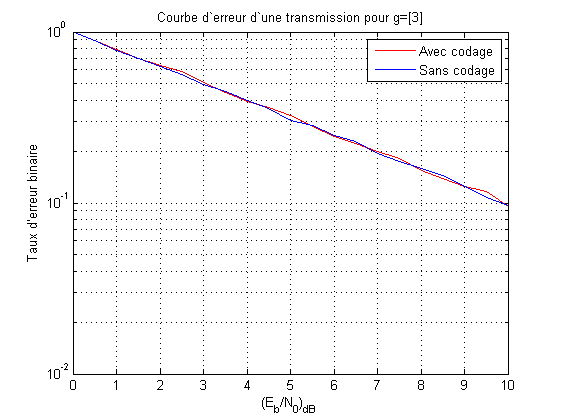 Courbe d`erreur d`une transmission pour g=[3]
Avec codage
Sans codage
Taux d'erreur binaire
10^0
10^-1
10^-2
0 1 2 3 4 5 6 7 8 9 10
(E_b/N_0)_dB